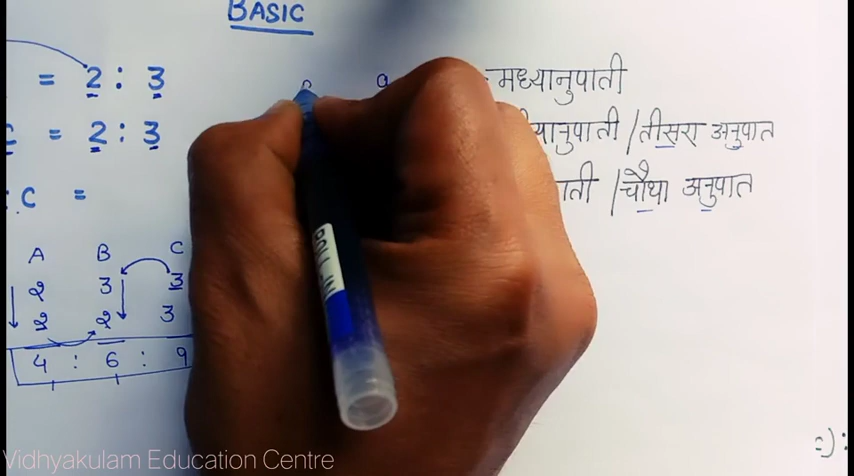 BASIC
= 2 : 3
मध्यानुपाती
= 2 : 3
/ तीसरा अनुपात
: C =
/ चौथा अनुपात
A B C
2 3 3
2 2 3
4 : 6 : 9
Vidhyakulam Education Centre